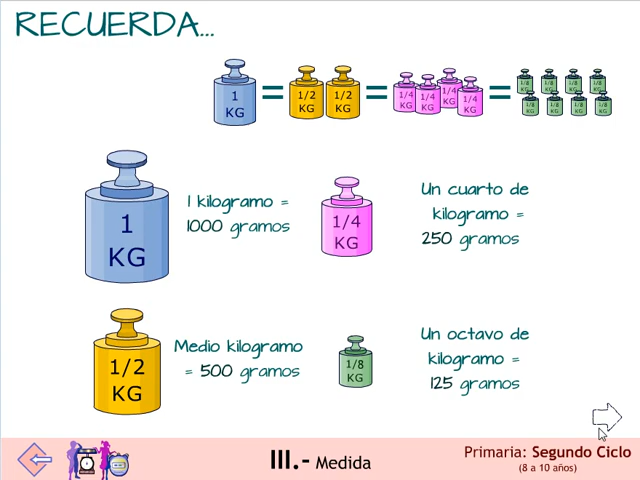 RECUERDA...
1
KG
1/2
KG
1/2
KG
1/4
KG
1/4
KG
1/4
KG
1/4
KG
1/8
KG
1/8
KG
1/8
KG
1/8
KG
1/8
KG
1/8
KG
1/8
KG
1/8
KG
1
KG
1 kilogramo =
1000 gramos
1/4
KG
Un cuarto de
kilogramo =
250 gramos
1/2
KG
Medio kilogramo
= 500 gramos
1/8
KG
Un octavo de
kilogramo =
125 gramos
III.- Medida
Primaria: Segundo Ciclo
(8 a 10 años)